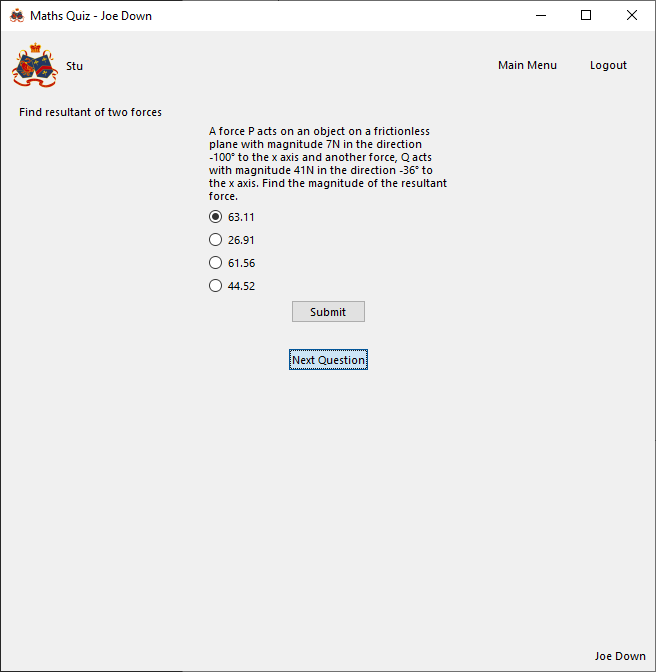 Maths Quiz - Joe Down
Stu
Main Menu
Logout
Find resultant of two forces
A force P acts on an object on a frictionless
plane with magnitude 7N in the direction
-100° to the x axis and another force, Q acts
with magnitude 41N in the direction -36° to
the x axis. Find the magnitude of the resultant
force.
63.11
26.91
61.56
44.52
Submit
Next Question
Joe Down